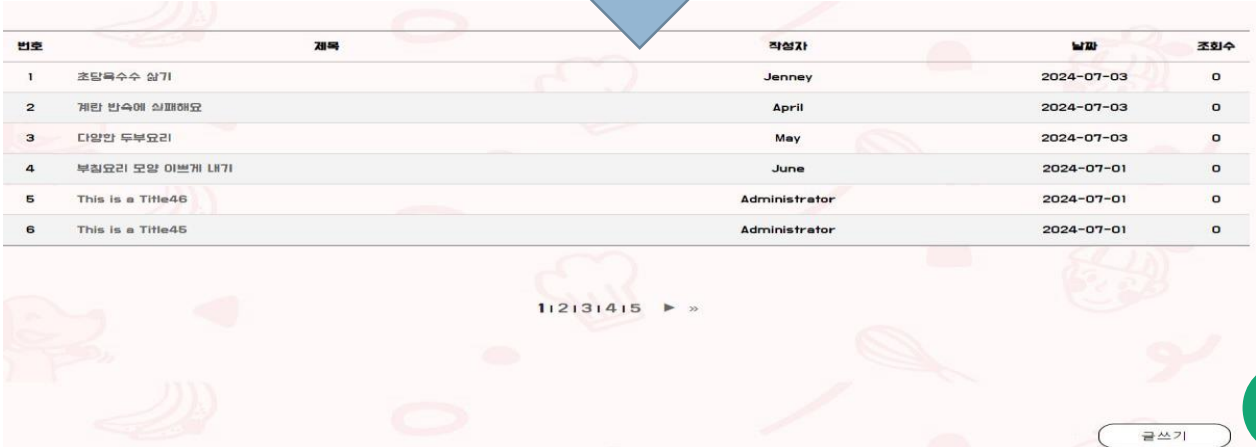 번호 제목 작성자 날짜 조회수
1 초당옥수수 삶기 Jenney 2024-07-03 0
2 계란 반숙에 실패해요 April 2024-07-03 0
3 다양한 두부요리 May 2024-07-03 0
4 부침요리 모양 이쁘게 내기 June 2024-07-01 0
5 This is a Title46 Administrator 2024-07-01 0
6 This is a Title45 Administrator 2024-07-01 0
1 | 2 | 3 | 4 | 5 ▶ »
글쓰기